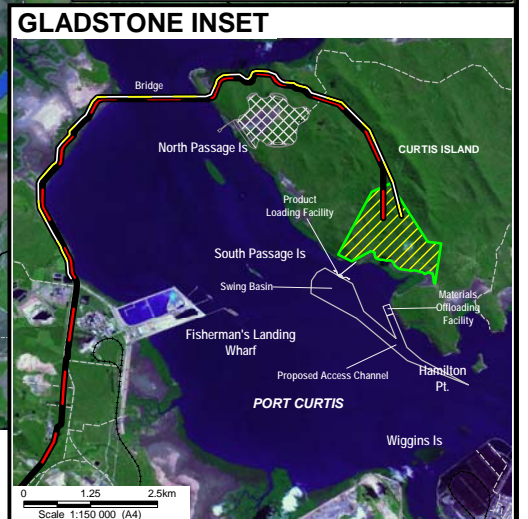 GLADSTONE INSET
Bridge
North Passage Is
CURTIS ISLAND
Product
Loading Facility
South Passage Is
Swing Basin
Materials
Offloading
Facility
Fisherman's Landing
Wharf
Proposed Access Channel
Hamilton
Pt.
PORT CURTIS
Wiggins Is
0 1.25 2.5km
Scale 1:150 000 (A4)